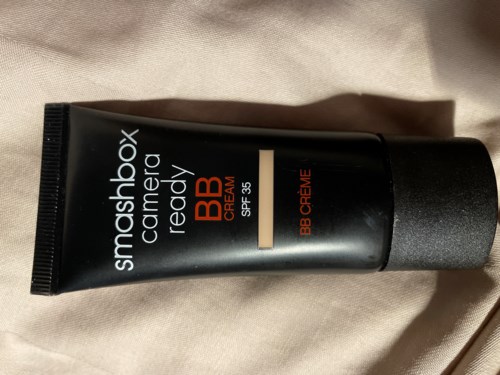 smashbox
camera
ready
BB
CREAM
SPF 35
BB CRÈME